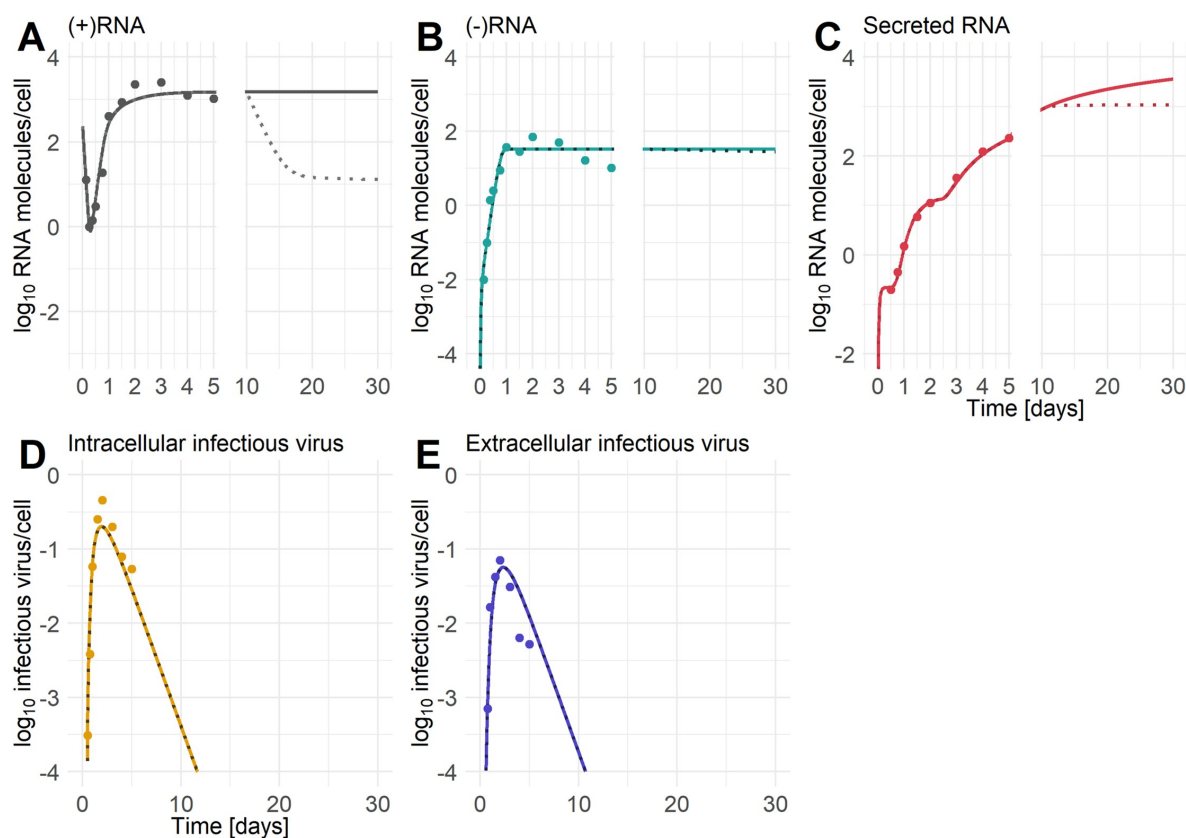 A (+)RNA
B (-)RNA
C Secreted RNA
log10 RNA molecules/cell
4
2
0
-2
0 1 2 3 4 5
10 20 30
log10 RNA molecules/cell
4
2
0
-2
-4
0 1 2 3 4 5
10 20 30
log10 RNA molecules/cell
4
2
0
-2
0 1 2 3 4 5
10 20 30
Time [days]
D Intracellular infectious virus
E Extracellular infectious virus
log10 infectious virus/cell
0
-1
-2
-3
-4
0 10 20 30
Time [days]
log10 infectious virus/cell
0
-1
-2
-3
-4
0 10 20 30